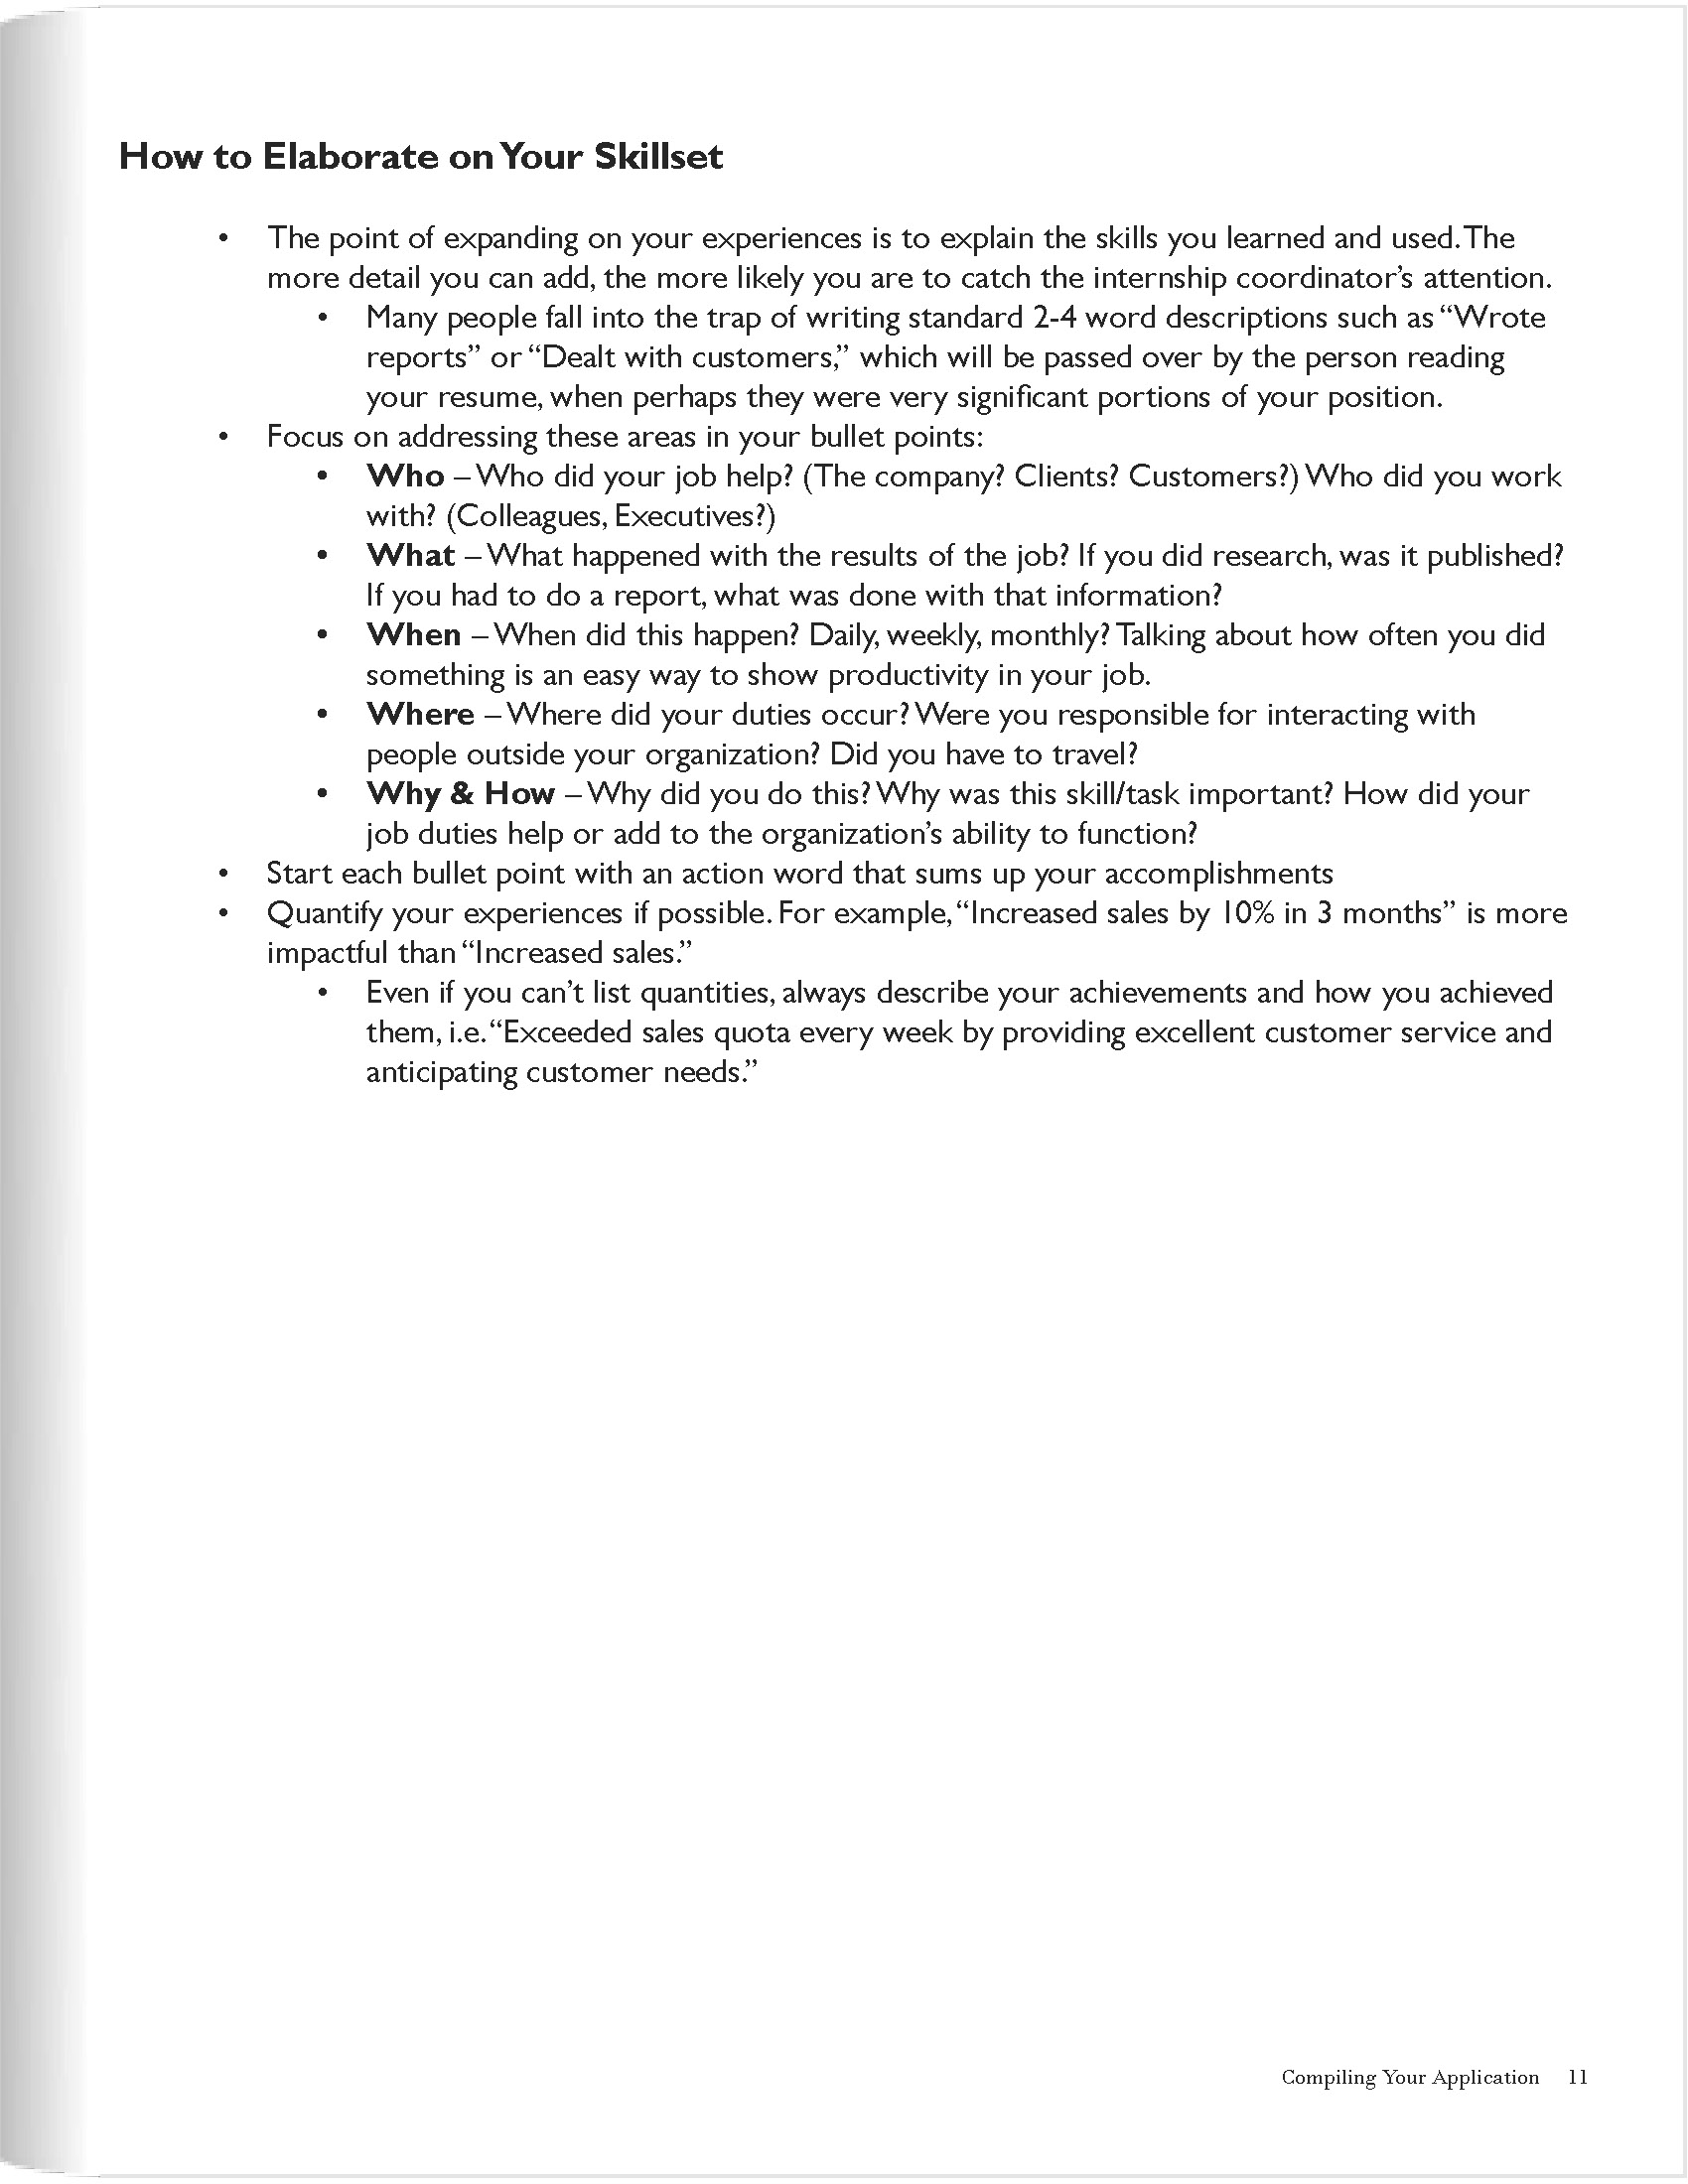 How to Elaborate on Your Skillset
• The point of expanding on your experiences is to explain the skills you learned and used. The
more detail you can add, the more likely you are to catch the internship coordinator’s attention.
• Many people fall into the trap of writing standard 2-4 word descriptions such as “Wrote
reports” or “Dealt with customers,” which will be passed over by the person reading
your resume, when perhaps they were very significant portions of your position.
• Focus on addressing these areas in your bullet points:
• Who – Who did your job help? (The company? Clients? Customers?) Who did you work
with? (Colleagues, Executives?)
• What – What happened with the results of the job? If you did research, was it published?
If you had to do a report, what was done with that information?
• When – When did this happen? Daily, weekly, monthly? Talking about how often you did
something is an easy way to show productivity in your job.
• Where – Where did your duties occur? Were you responsible for interacting with
people outside your organization? Did you have to travel?
• Why & How – Why did you do this? Why was this skill/task important? How did your
job duties help or add to the organization’s ability to function?
• Start each bullet point with an action word that sums up your accomplishments
• Quantify your experiences if possible. For example, “Increased sales by 10% in 3 months” is more
impactful than “Increased sales.”
• Even if you can’t list quantities, always describe your achievements and how you achieved
them, i.e. “Exceeded sales quota every week by providing excellent customer service and
anticipating customer needs.”
Compiling Your Application 11